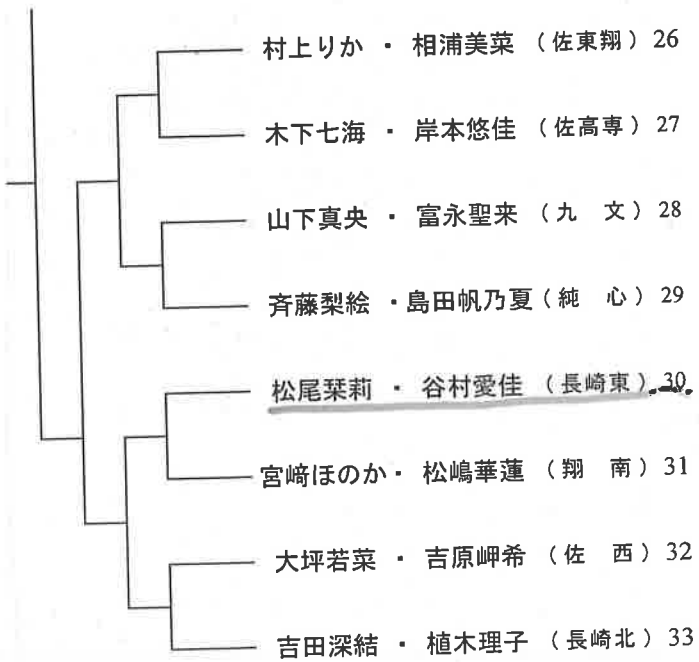 村上りか ・ 相浦美菜 （佐東翔） 26
木下七海 ・ 岸本悠佳 （佐高専） 27
山下真央 ・ 富永聖来 （九　文） 28
斉藤梨絵 ・島田帆乃夏（純　心） 29
松尾栞莉 ・ 谷村愛佳 （長崎東） 30
宮﨑ほのか・ 松嶋華蓮 （翔　南） 31
大坪若菜 ・ 吉原岬希 （佐　西） 32
吉田深結 ・ 植木理子 （長崎北） 33